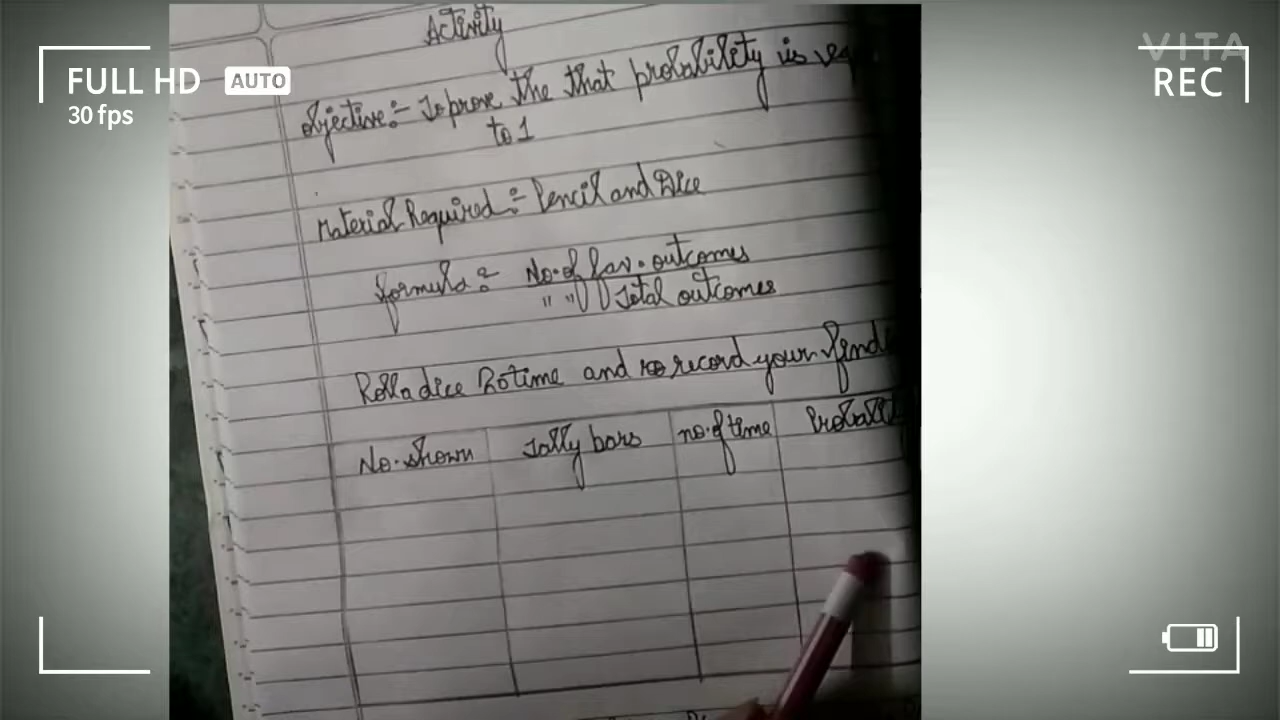 VITA
FULL HD AUTO
REC
30 fps
Activity
Objective:- To prove the that probability is
to 1
Material Required:- Pencil and Dice
formula:- No. of fav. outcomes
" " Total outcomes
Roll a dice 20 time and record your
No. shown Tally bars no. of time